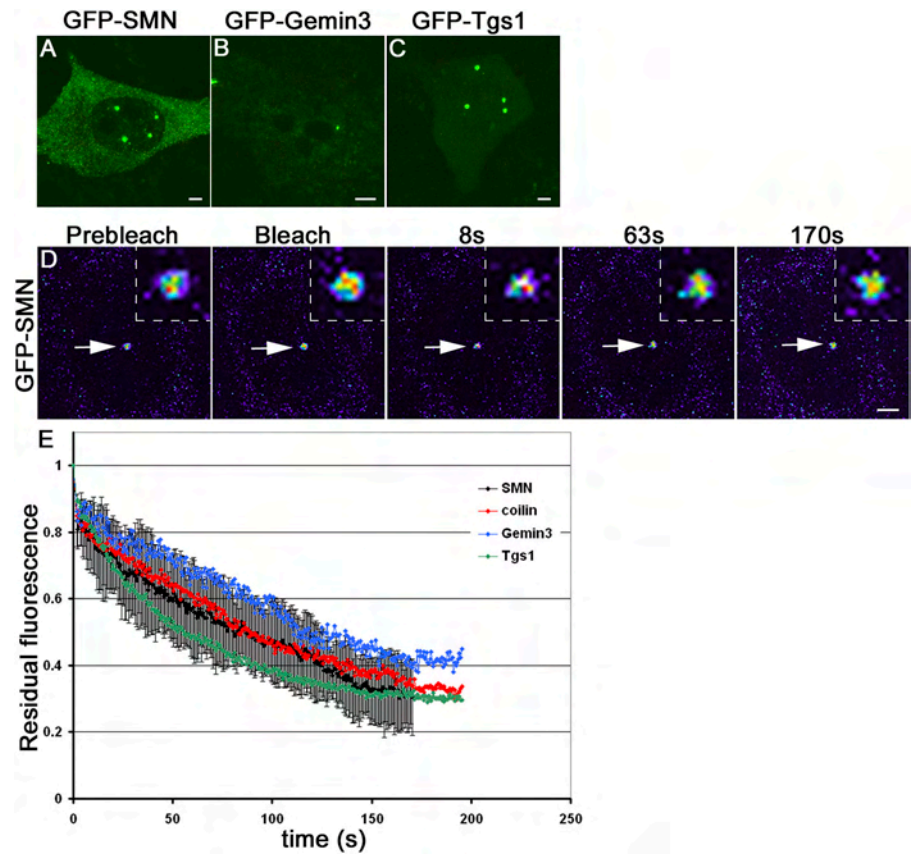 GFP-SMN GFP-Gemin3 GFP-Tgs1
A B C
Prebleach Bleach 8s 63s 170s
D
GFP-SMN
E
SMN
coilin
Gemin3
Tgs1
1
0.8
0.6
0.4
0.2
0
Residual fluorescence
0 50 100 150 200 250
time (s)